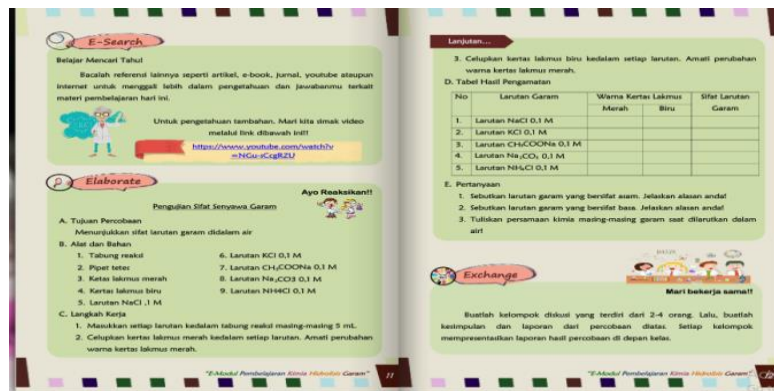 E-Search
Belajar Mencari Tahu!
Bacalah referensi lainnya seperti artikel, e-book, jurnal, youtube ataupun
internet untuk menggali lebih dalam pengetahuan dan jawabanmu terkait
materi pembelajaran hari ini.
Untuk pengetahuan tambahan. Mari kita simak video
melalui link dibawah ini!!
https://www.youtube.com/watch?v
=NGu-sCcgRZU
Elaborate
Ayo Reaksikan!!
Pengujian Sifat Senyawa Garam
A. Tujuan Percobaan
Menunjukkan sifat larutan garam didalam air
B. Alat dan Bahan
1. Tabung reaksi
2. Pipet tetes
3. Ketas lakmus merah
4. Kertas lakmus biru
5. Larutan NaCl ,1 M
6. Larutan KCl 0,1 M
7. Larutan CH₃COONa 0,1 M
8. Larutan Na₂CO3 0,1 M
9. Larutan NH4Cl 0,1 M
C. Langkah Kerja
1. Masukkan setiap larutan kedalam tabung reaksi masing-masing 5 mL.
2. Celupkan kertas lakmus merah kedalam setiap larutan. Amati perubahan
warna kertas lakmus merah.
"E-Modul Pembelajaran Kimia Hidrolisis Garam"
11
Lanjutan...
3. Celupkan kertas lakmus biru kedalam setiap larutan. Amati perubahan
warna kertas lakmus merah.
D. Tabel Hasil Pengamatan
No Larutan Garam Warna Kertas Lakmus Sifat Larutan
Merah Biru Garam
1. Larutan NaCl 0,1 M
2. Larutan KCl 0,1 M
3. Larutan CH₃COONa 0,1 M
4. Larutan Na₂CO₃ 0,1 M
5. Larutan NH₄Cl 0,1 M
E. Pertanyaan
1. Sebutkan larutan garam yang bersifat asam. Jelaskan alasan anda!
2. Sebutkan larutan garam yang bersifat basa. Jelaskan alasan anda!
3. Tuliskan persamaan kimia masing-masing garam saat dilarutkan dalam
air!
Exchange
Mari bekerja sama!!
Buatlah kelompok diskusi yang terdiri dari 2-4 orang. Lalu, buatlah
kesimpulan dan laporan dari percobaan diatas. Setiap kelompok
mempresentasikan laporan hasil percobaan di depan kelas.
"E-Modul Pembelajaran Kimia Hidrolisis Garam"